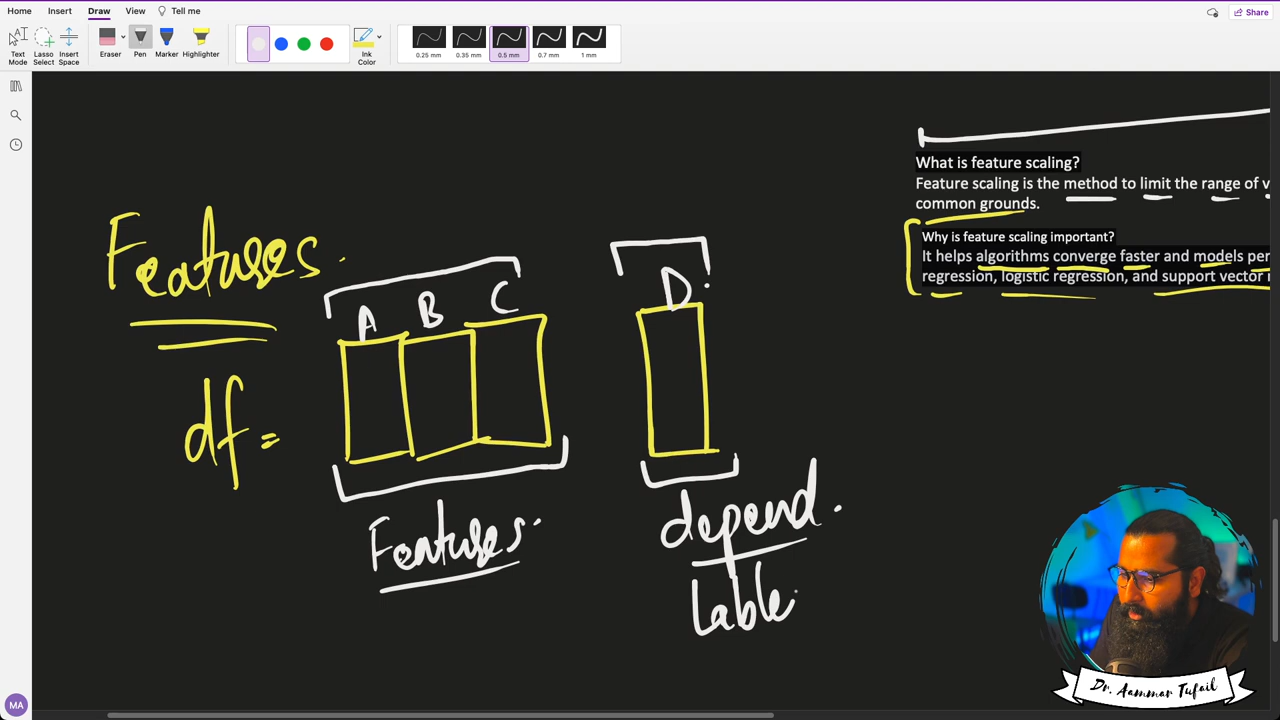 Home Insert Draw View Tell me
Share
Text Mode
Lasso Select
Insert Space
Eraser
Pen
Marker
Highlighter
Ink Color
0.25 mm
0.35 mm
0.5 mm
0.7 mm
1 mm
What is feature scaling?
Feature scaling is the method to limit the range of v
common grounds.
Why is feature scaling important?
It helps algorithms converge faster and models per
regression, logistic regression, and support vector
Features.
A B C D.
df =
Features.
depend.
Lable
MA
Dr. Aammar Tufail